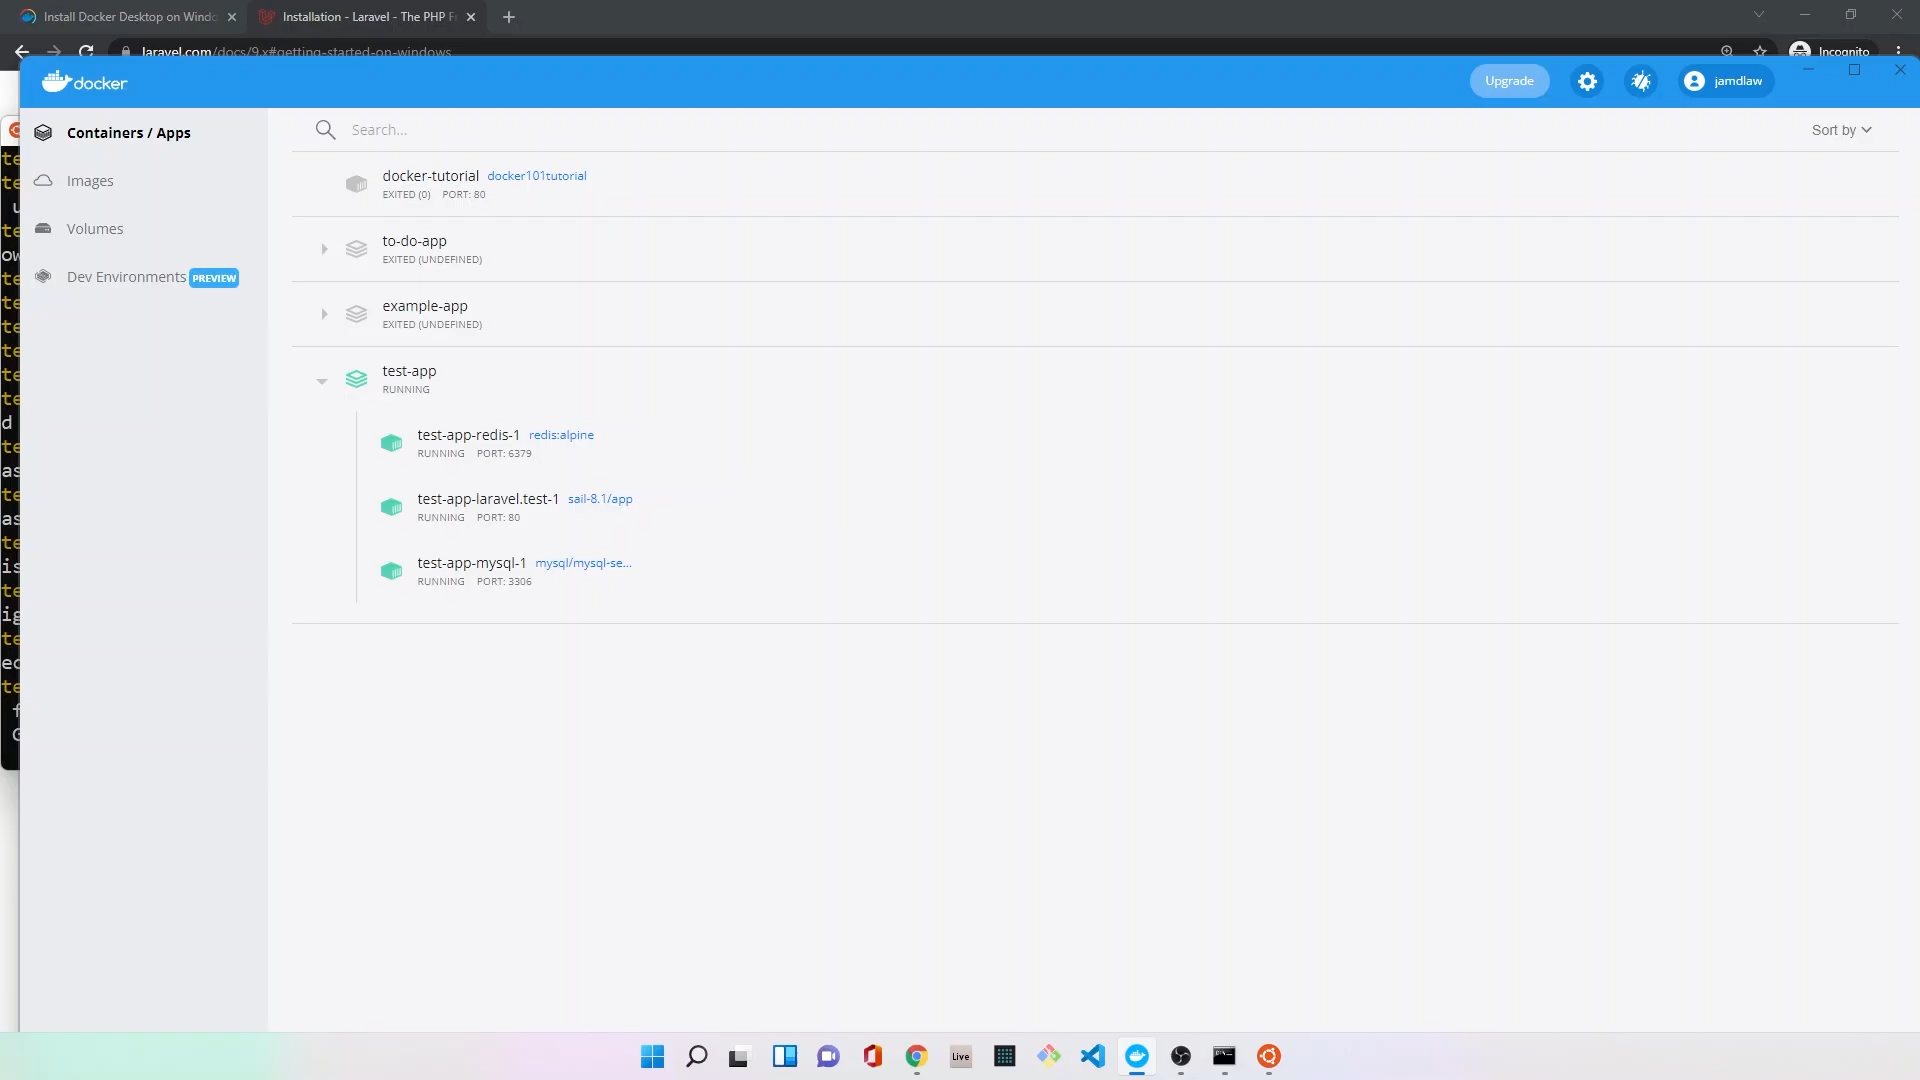 Install Docker Desktop on Windo
Installation - Laravel - The PHP Fr
laravel.com/docs/9.x#getting-started-on-windows
Incognito
docker
Upgrade
jamdlaw
Containers / Apps
Images
Volumes
Dev Environments PREVIEW
Search...
Sort by
docker-tutorial docker101tutorial
EXITED (0) PORT: 80
to-do-app
EXITED (UNDEFINED)
example-app
EXITED (UNDEFINED)
test-app
RUNNING
test-app-redis-1 redis:alpine
RUNNING PORT: 6379
test-app-laravel.test-1 sail-8.1/app
RUNNING PORT: 80
test-app-mysql-1 mysql/mysql-se...
RUNNING PORT: 3306
Live